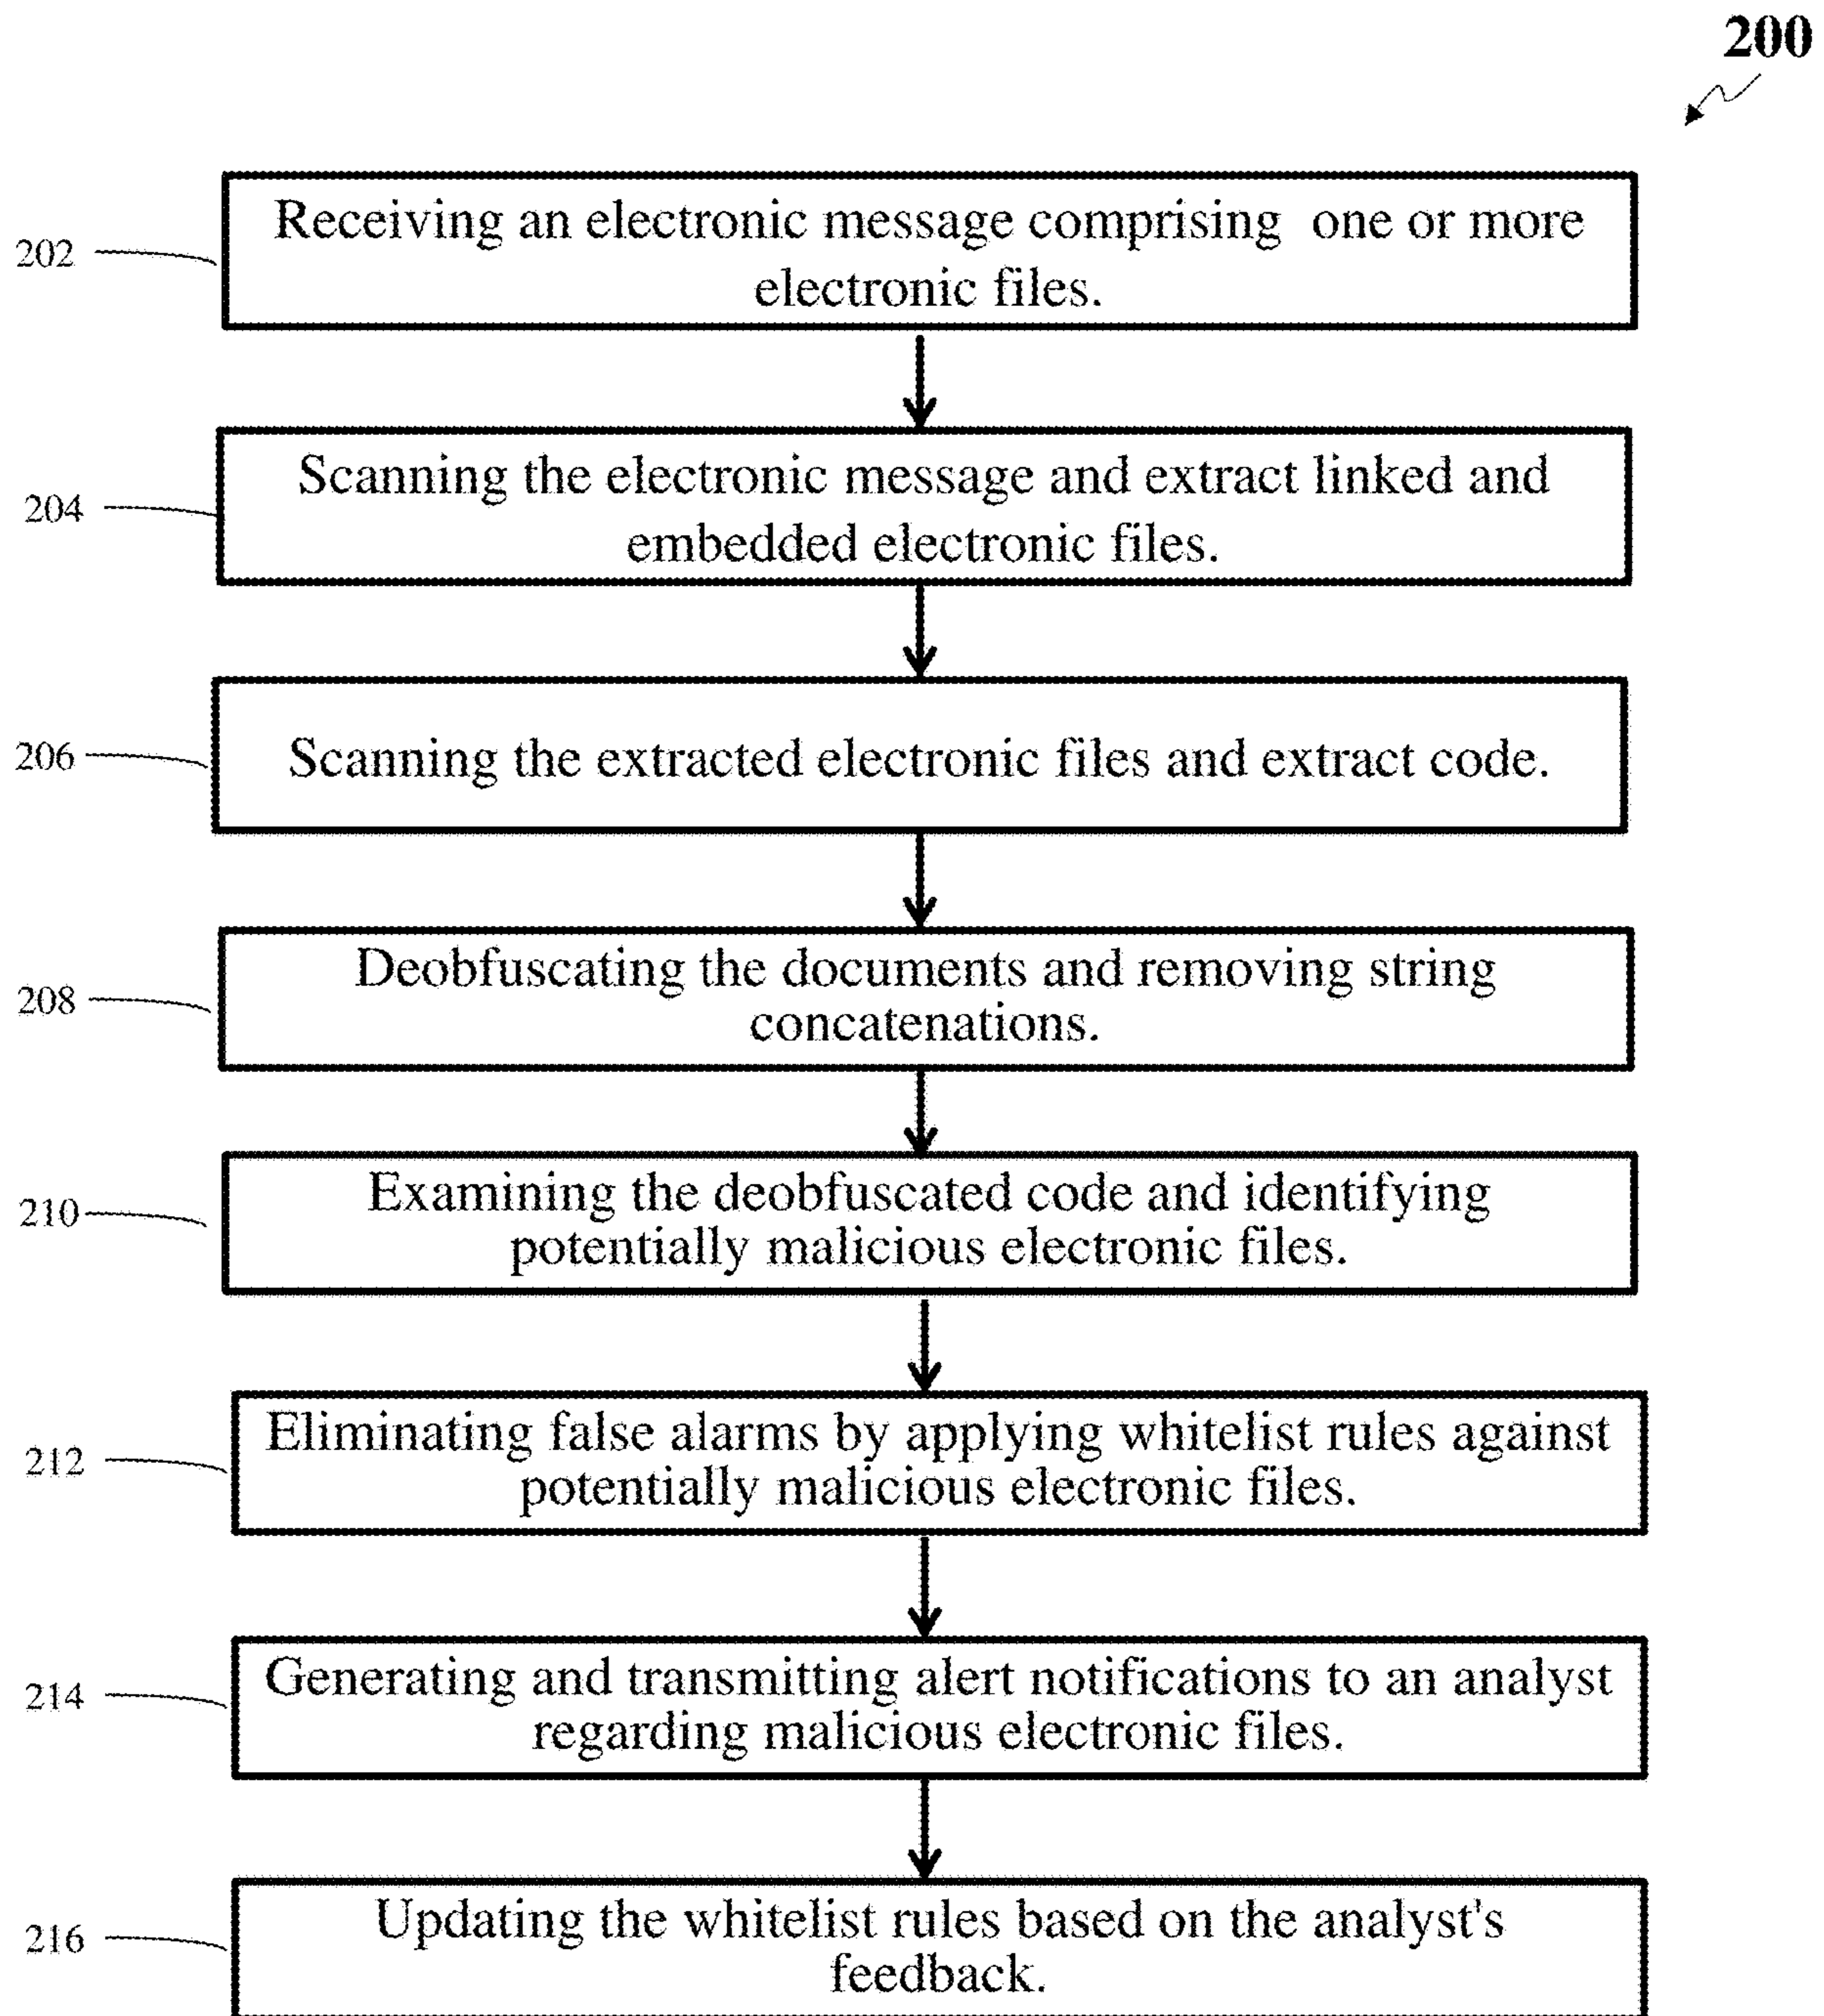 200
202
Receiving an electronic message comprising one or more
electronic files.
204
Scanning the electronic message and extract linked and
embedded electronic files.
206
Scanning the extracted electronic files and extract code.
208
Deobfuscating the documents and removing string
concatenations.
210
Examining the deobfuscated code and identifying
potentially malicious electronic files.
212
Eliminating false alarms by applying whitelist rules against
potentially malicious electronic files.
214
Generating and transmitting alert notifications to an analyst
regarding malicious electronic files.
216
Updating the whitelist rules based on the analyst's
feedback.